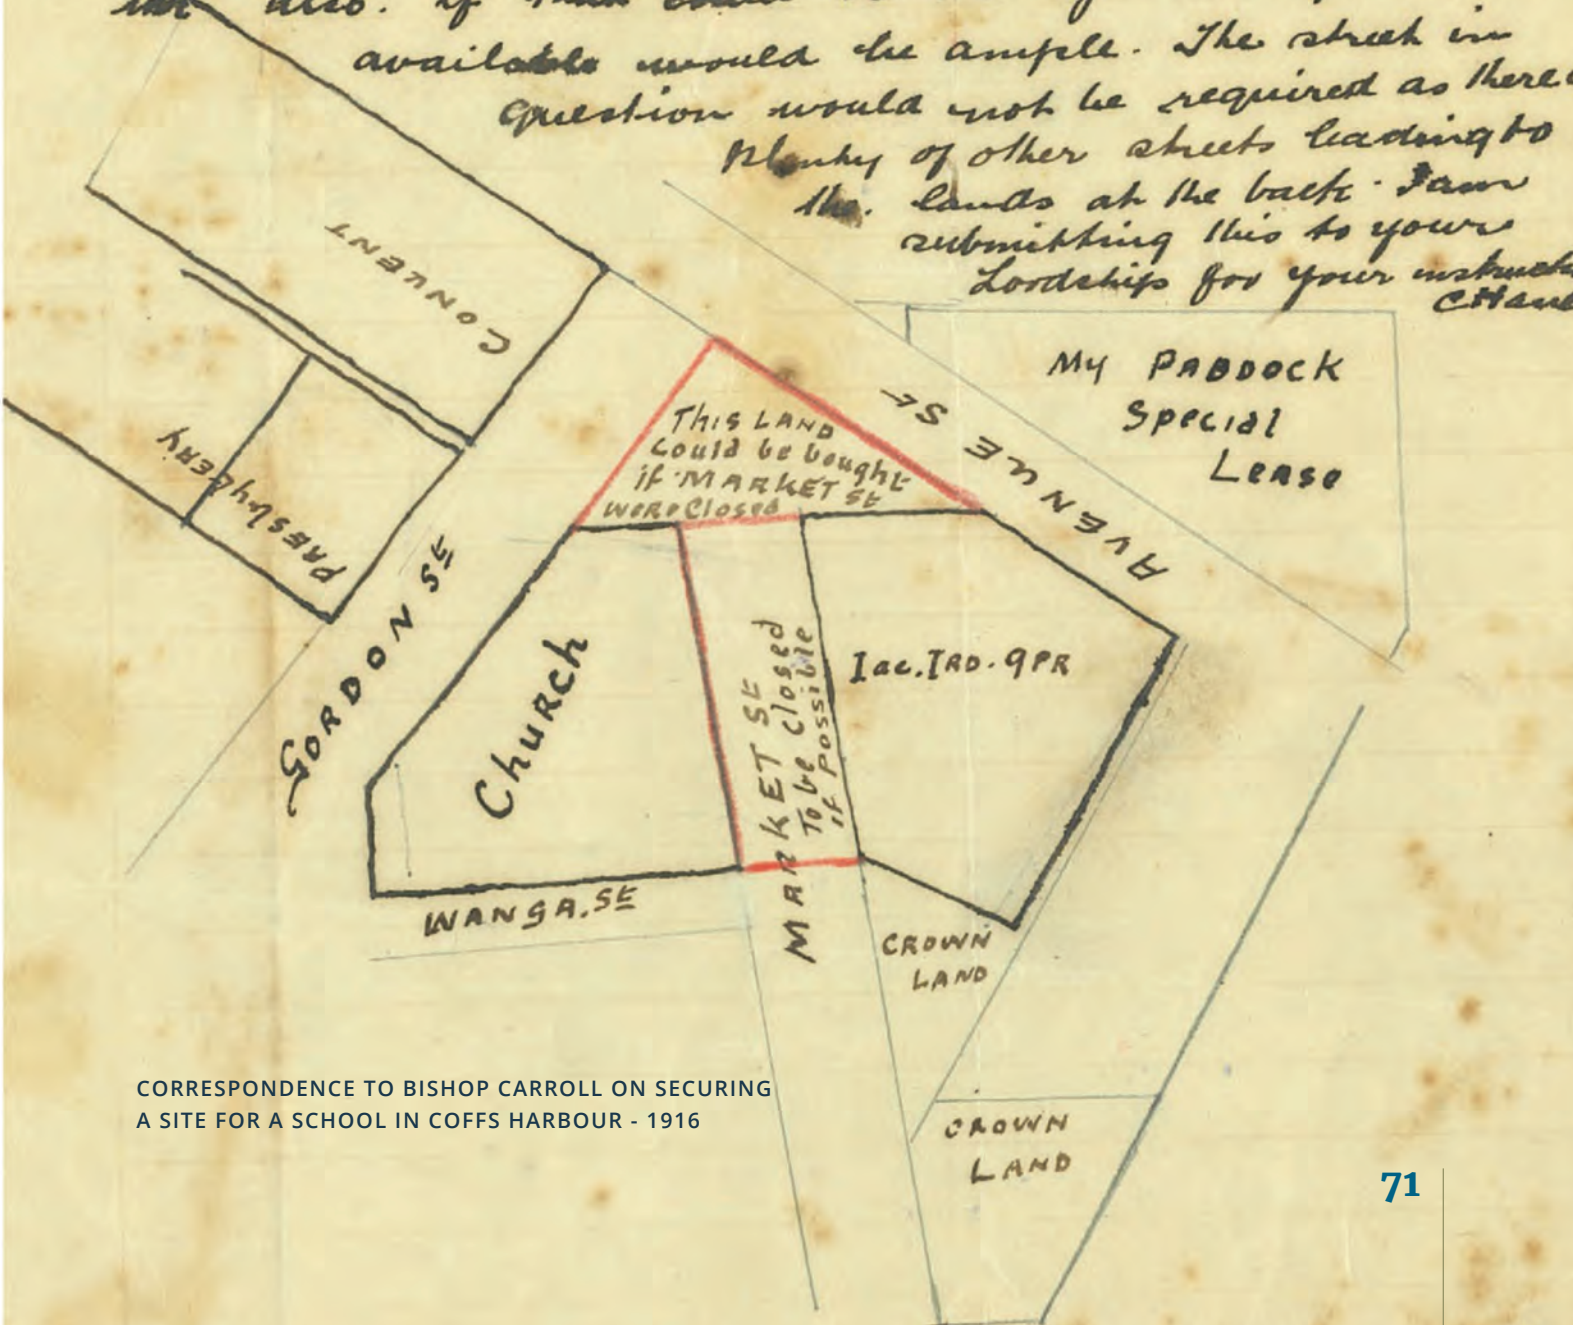 also. if
available would be ample. The street in
question would not be required as there
Plenty of other streets leading to
the. lands at the back. I am
submitting this to your
Lordship for your instruct
CONVENT
My PADDOCK
Special
Lease
This LAND
could be bought
if MARKET St
were closed
AVENUE St
PRESbyTERY
GORDON St
Church
MARKET St
To be closed
if Possible
1ac. 1RD. 9PR
WANGA. St
CROWN
LAND
CROWN
LAND
CORRESPONDENCE TO BISHOP CARROLL ON SECURING
A SITE FOR A SCHOOL IN COFFS HARBOUR - 1916
71